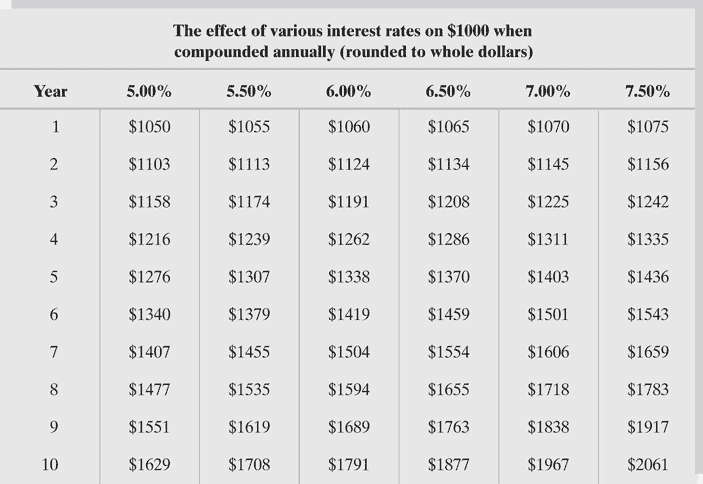 The effect of various interest rates on $1000 when
compounded annually (rounded to whole dollars)
Year 5.00% 5.50% 6.00% 6.50% 7.00% 7.50%
1 $1050 $1055 $1060 $1065 $1070 $1075
2 $1103 $1113 $1124 $1134 $1145 $1156
3 $1158 $1174 $1191 $1208 $1225 $1242
4 $1216 $1239 $1262 $1286 $1311 $1335
5 $1276 $1307 $1338 $1370 $1403 $1436
6 $1340 $1379 $1419 $1459 $1501 $1543
7 $1407 $1455 $1504 $1554 $1606 $1659
8 $1477 $1535 $1594 $1655 $1718 $1783
9 $1551 $1619 $1689 $1763 $1838 $1917
10 $1629 $1708 $1791 $1877 $1967 $2061